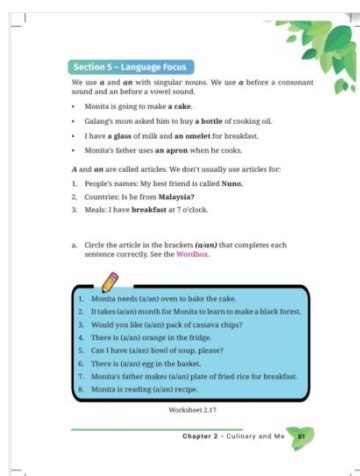 Section 5 – Language Focus
We use a and an with singular nouns. We use a before a consonant
sound and an before a vowel sound.
• Monita is going to make a cake.
• Galang's mom asked him to buy a bottle of cooking oil.
• I have a glass of milk and an omelet for breakfast.
• Monita's father uses an apron when he cooks.
A and an are called articles. We don't usually use articles for:
1. People's names: My best friend is called Nuno.
2. Countries: Is he from Malaysia?
3. Meals: I have breakfast at 7 o'clock.
a. Circle the article in the brackets (a/an) that completes each
sentence correctly. See the Wordbox.
1. Monita needs (a/an) oven to bake the cake.
2. It takes (a/an) month for Monita to learn to make a black forest.
3. Would you like (a/an) pack of cassava chips?
4. There is (a/an) orange in the fridge.
5. Can I have (a/an) bowl of soup, please?
6. There is (a/an) egg in the basket.
7. Monita's father makes (a/an) plate of fried rice for breakfast.
8. Monita is reading (a/an) recipe.
Worksheet 2.17
Chapter 2 - Culinary and Me 81